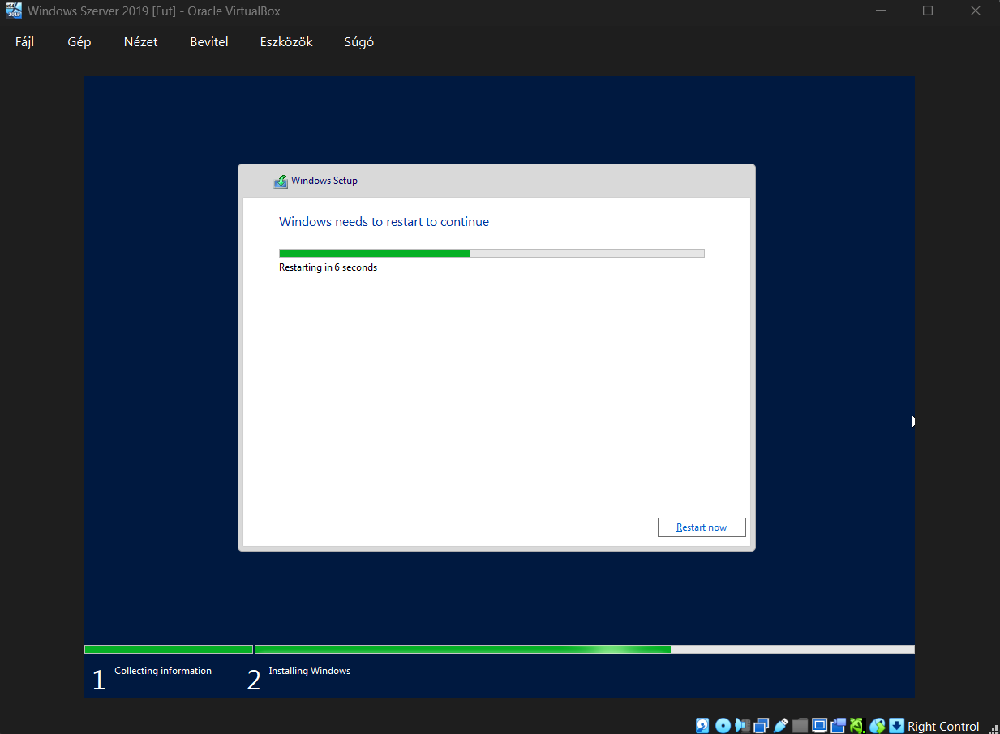 Windows Szerver 2019 [Fut] - Oracle VirtualBox
Fájl Gép Nézet Bevitel Eszközök Súgó
Windows Setup
Windows needs to restart to continue
Restarting in 6 seconds
Restart now
1 Collecting information 2 Installing Windows
Right Control